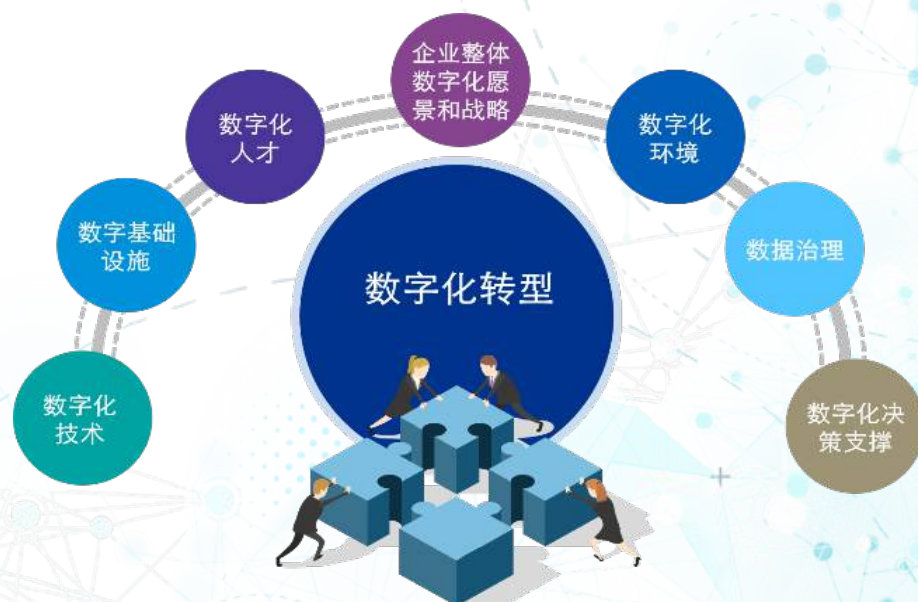 企业整体
数字化愿
景和战略
数字化
人才
数字化
环境
数字基础
设施
数据治理
数字化转型
数字化
技术
数字化决
策支撑